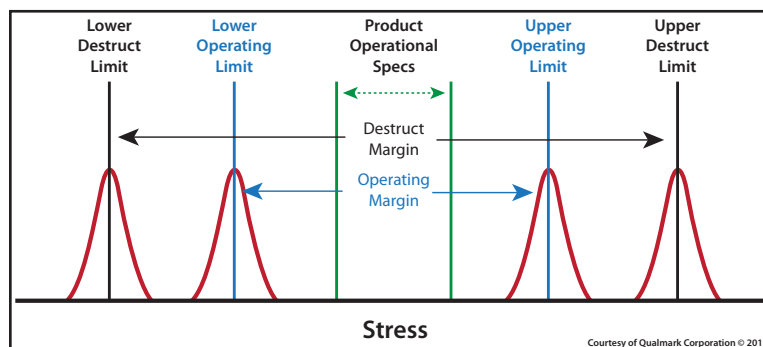 Lower
Destruct
Limit
Lower
Operating
Limit
Product
Operational
Specs
Upper
Operating
Limit
Upper
Destruct
Limit
Destruct
Margin
Operating
Margin
Stress
Courtesy of Qualmark Corporation © 201